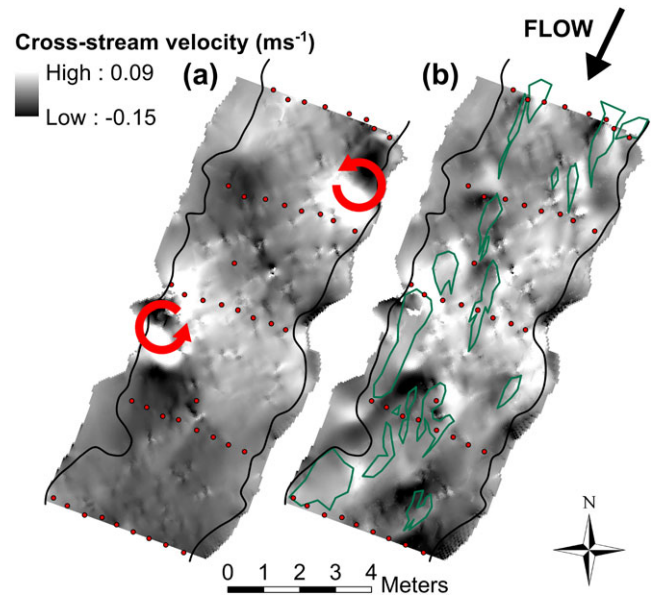 Cross-stream velocity (ms⁻¹)
High : 0.09
Low : -0.15
(a)
(b)
FLOW
N
0 1 2 3 4
Meters